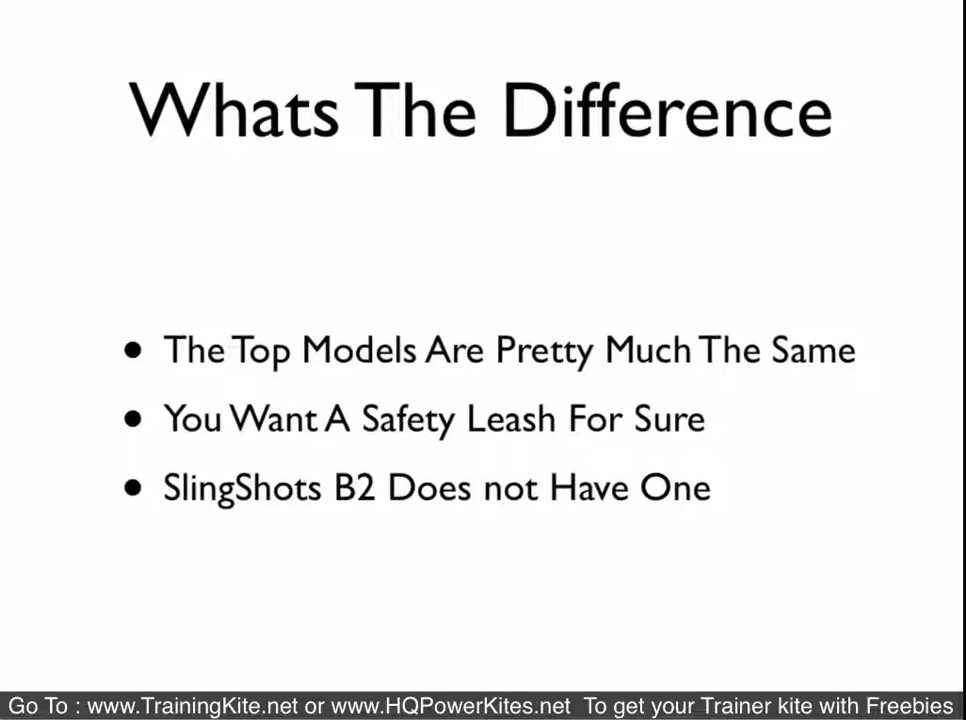 Whats The Difference
• The Top Models Are Pretty Much The Same
• You Want A Safety Leash For Sure
• SlingShots B2 Does not Have One
Go To : www.TrainingKite.net or www.HQPowerKites.net To get your Trainer kite with Freebies